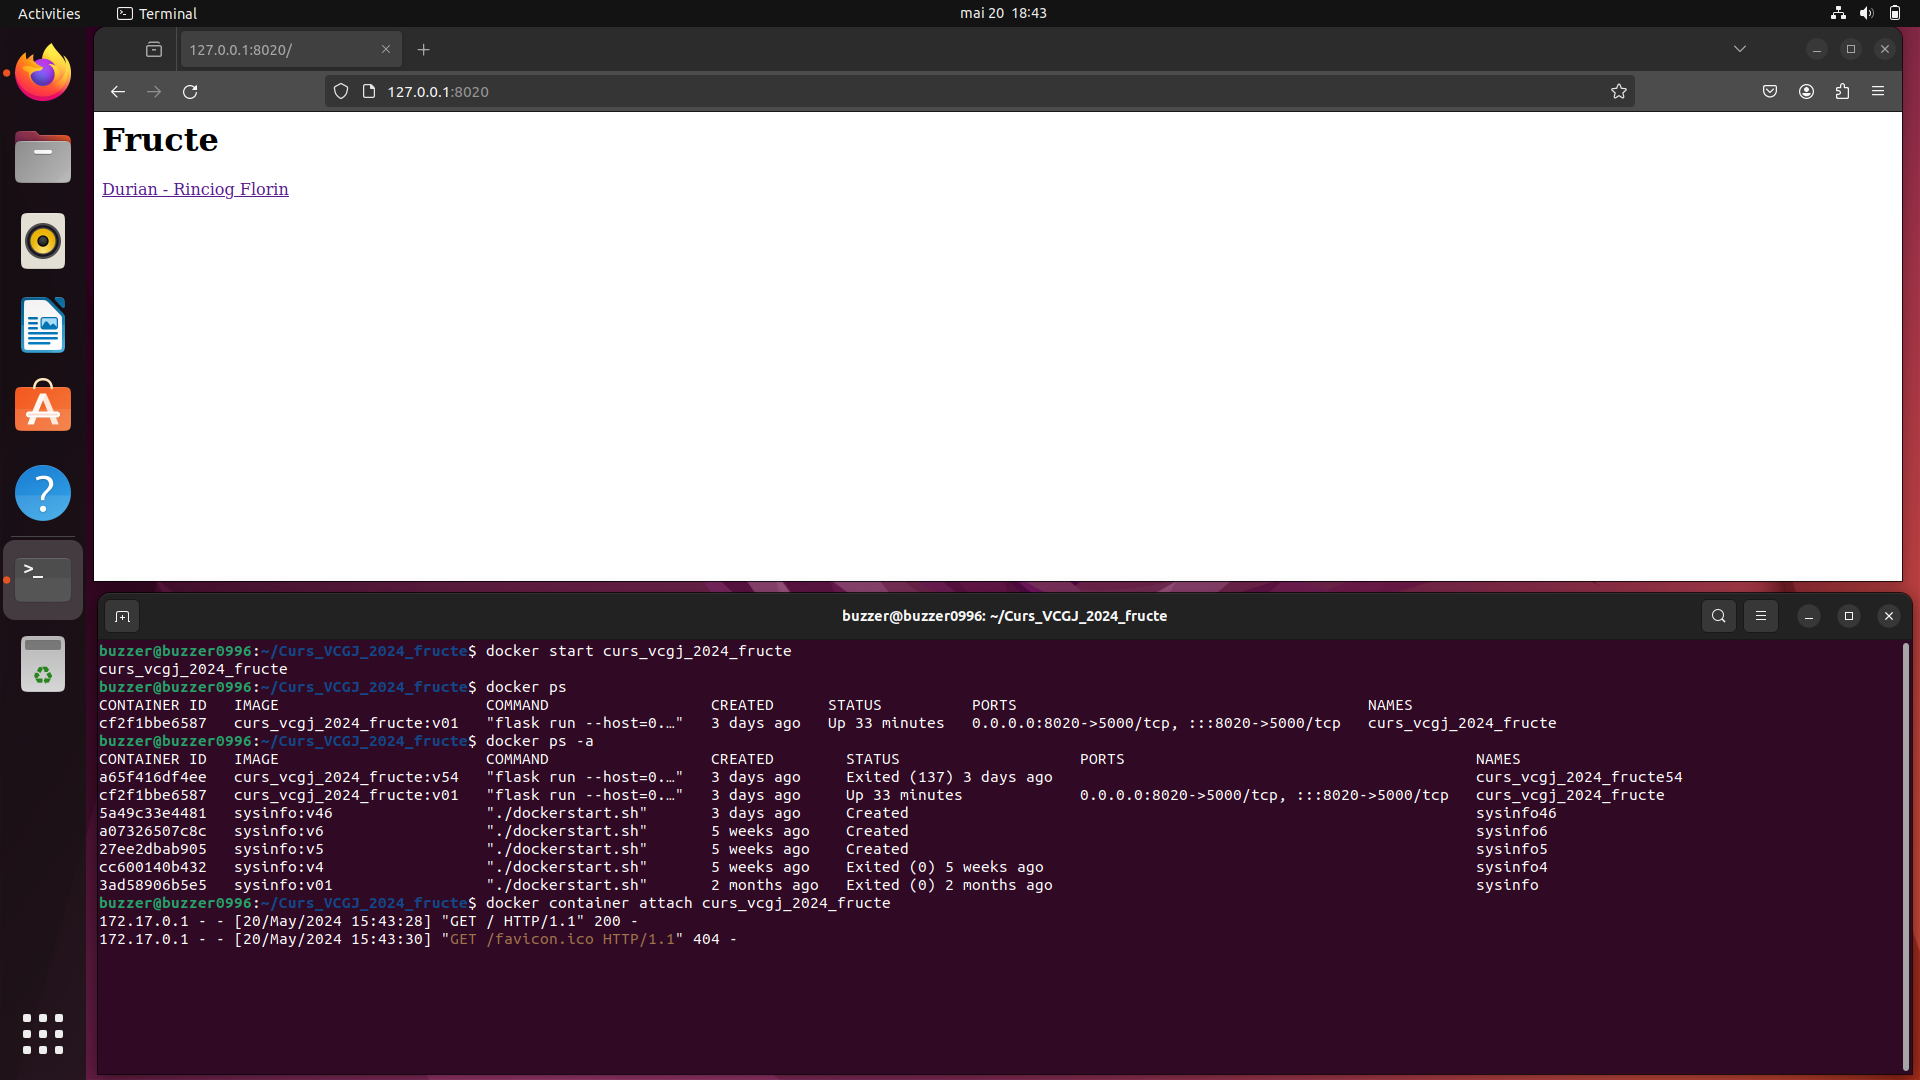 Activities Terminal mai 20 18:43
127.0.0.1:8020/
127.0.0.1:8020
Fructe
Durian - Rinciog Florin
buzzer@buzzer0996: ~/Curs_VCGJ_2024_fructe
buzzer@buzzer0996:~/Curs_VCGJ_2024_fructe$ docker start curs_vcgj_2024_fructe
curs_vcgj_2024_fructe
buzzer@buzzer0996:~/Curs_VCGJ_2024_fructe$ docker ps
CONTAINER ID IMAGE COMMAND CREATED STATUS PORTS NAMES
cf2f1bbe6587 curs_vcgj_2024_fructe:v01 "flask run --host=0.…" 3 days ago Up 33 minutes 0.0.0.0:8020->5000/tcp, :::8020->5000/tcp curs_vcgj_2024_fructe
buzzer@buzzer0996:~/Curs_VCGJ_2024_fructe$ docker ps -a
CONTAINER ID IMAGE COMMAND CREATED STATUS PORTS NAMES
a65f416df4ee curs_vcgj_2024_fructe:v54 "flask run --host=0.…" 3 days ago Exited (137) 3 days ago curs_vcgj_2024_fructe54
cf2f1bbe6587 curs_vcgj_2024_fructe:v01 "flask run --host=0.…" 3 days ago Up 33 minutes 0.0.0.0:8020->5000/tcp, :::8020->5000/tcp curs_vcgj_2024_fructe
5a49c33e4481 sysinfo:v46 "./dockerstart.sh" 3 days ago Created sysinfo46
a07326507c8c sysinfo:v6 "./dockerstart.sh" 5 weeks ago Created sysinfo6
27ee2dbab905 sysinfo:v5 "./dockerstart.sh" 5 weeks ago Created sysinfo5
cc600140b432 sysinfo:v4 "./dockerstart.sh" 5 weeks ago Exited (0) 5 weeks ago sysinfo4
3ad58906b5e5 sysinfo:v01 "./dockerstart.sh" 2 months ago Exited (0) 2 months ago sysinfo
buzzer@buzzer0996:~/Curs_VCGJ_2024_fructe$ docker container attach curs_vcgj_2024_fructe
172.17.0.1 - - [20/May/2024 15:43:28] "GET / HTTP/1.1" 200 -
172.17.0.1 - - [20/May/2024 15:43:30] "GET /favicon.ico HTTP/1.1" 404 -